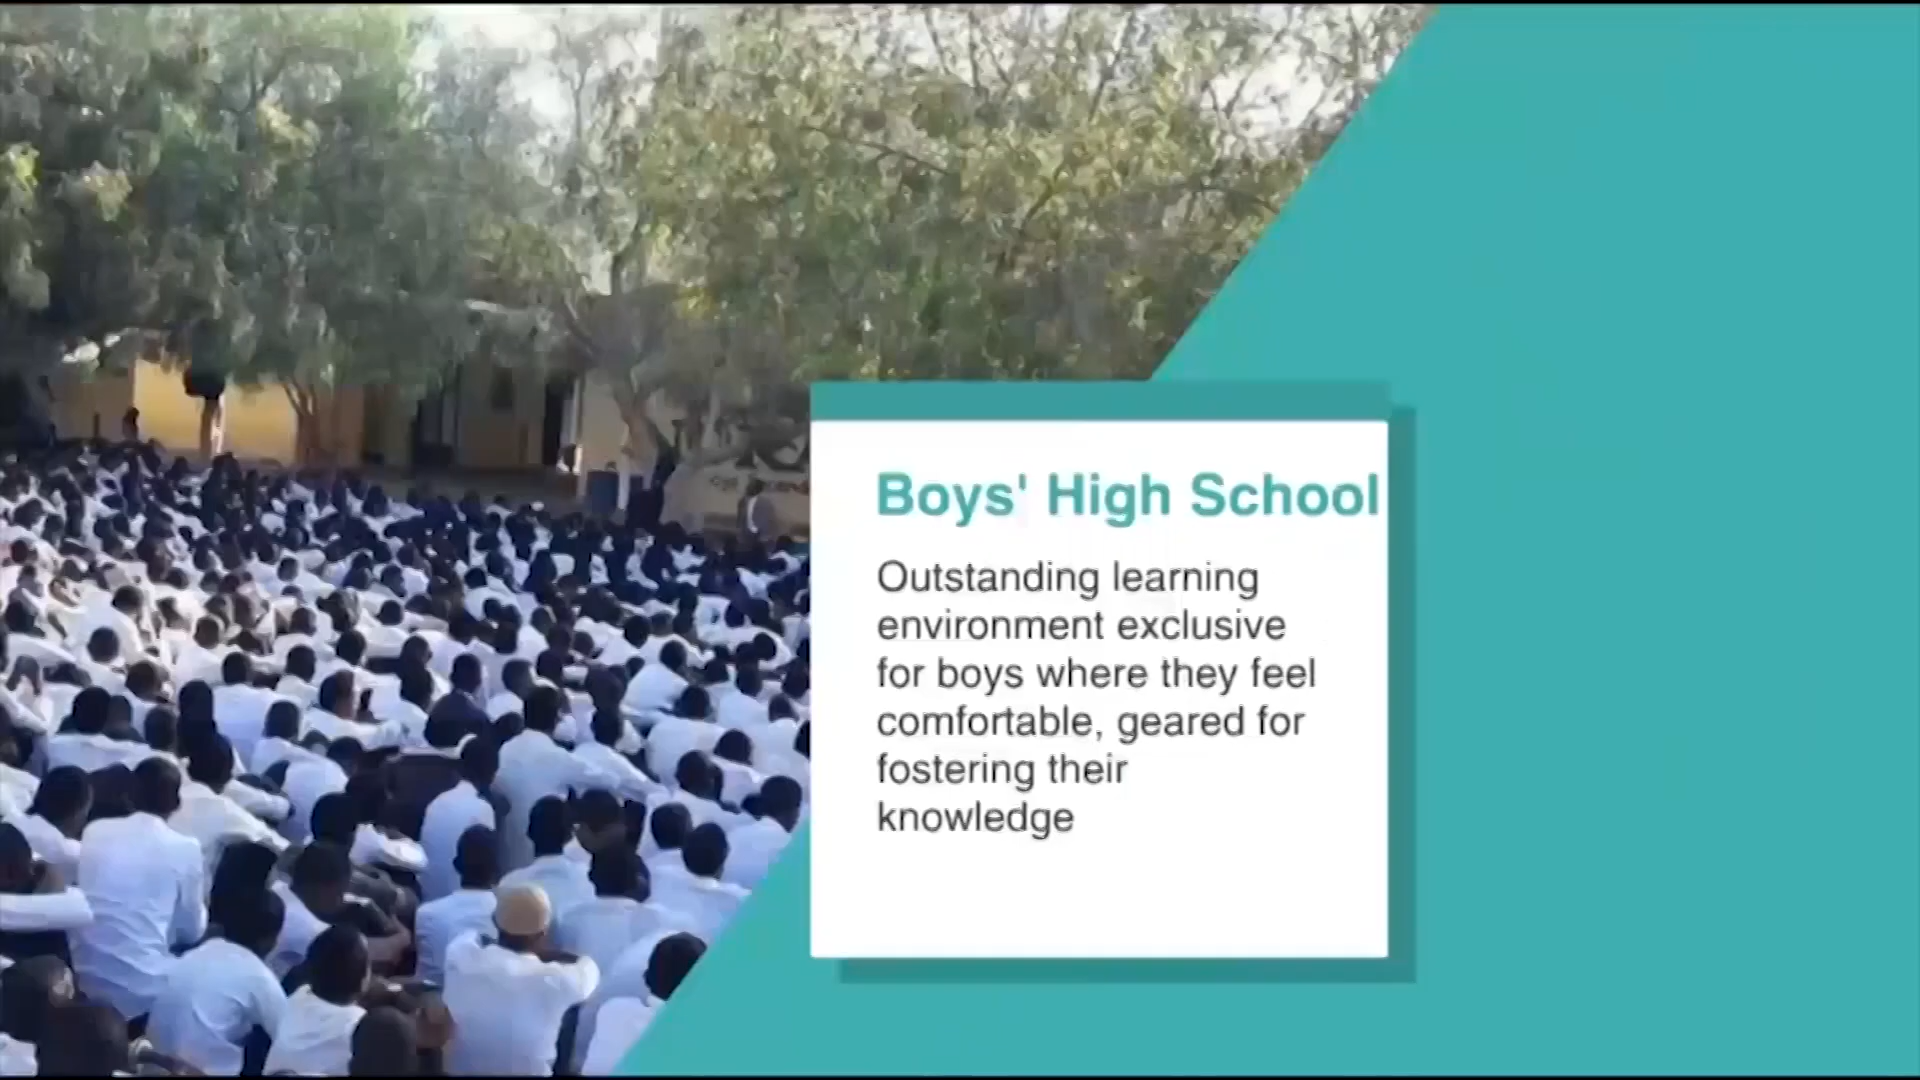 Boys' High School
Outstanding learning
environment exclusive
for boys where they feel
comfortable, geared for
fostering their
knowledge